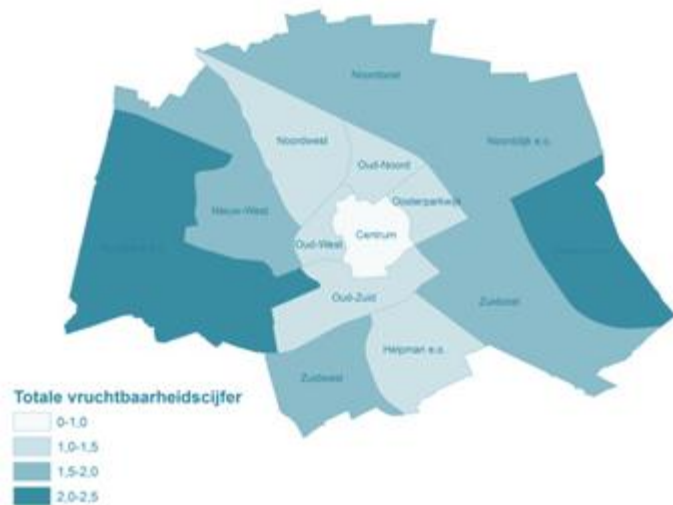 Noordoost
Noorddijk e.o.
Noordwest
Oud-Noord
Oosterparkwijk
Nieuw-West
Centrum
Oud-West
Oud-Zuid
Zuidoost
Helpman e.o.
Zuidwest
Totale vruchtbaarheidscijfer
0-1,0
1,0-1,5
1,5-2,0
2,0-2,5